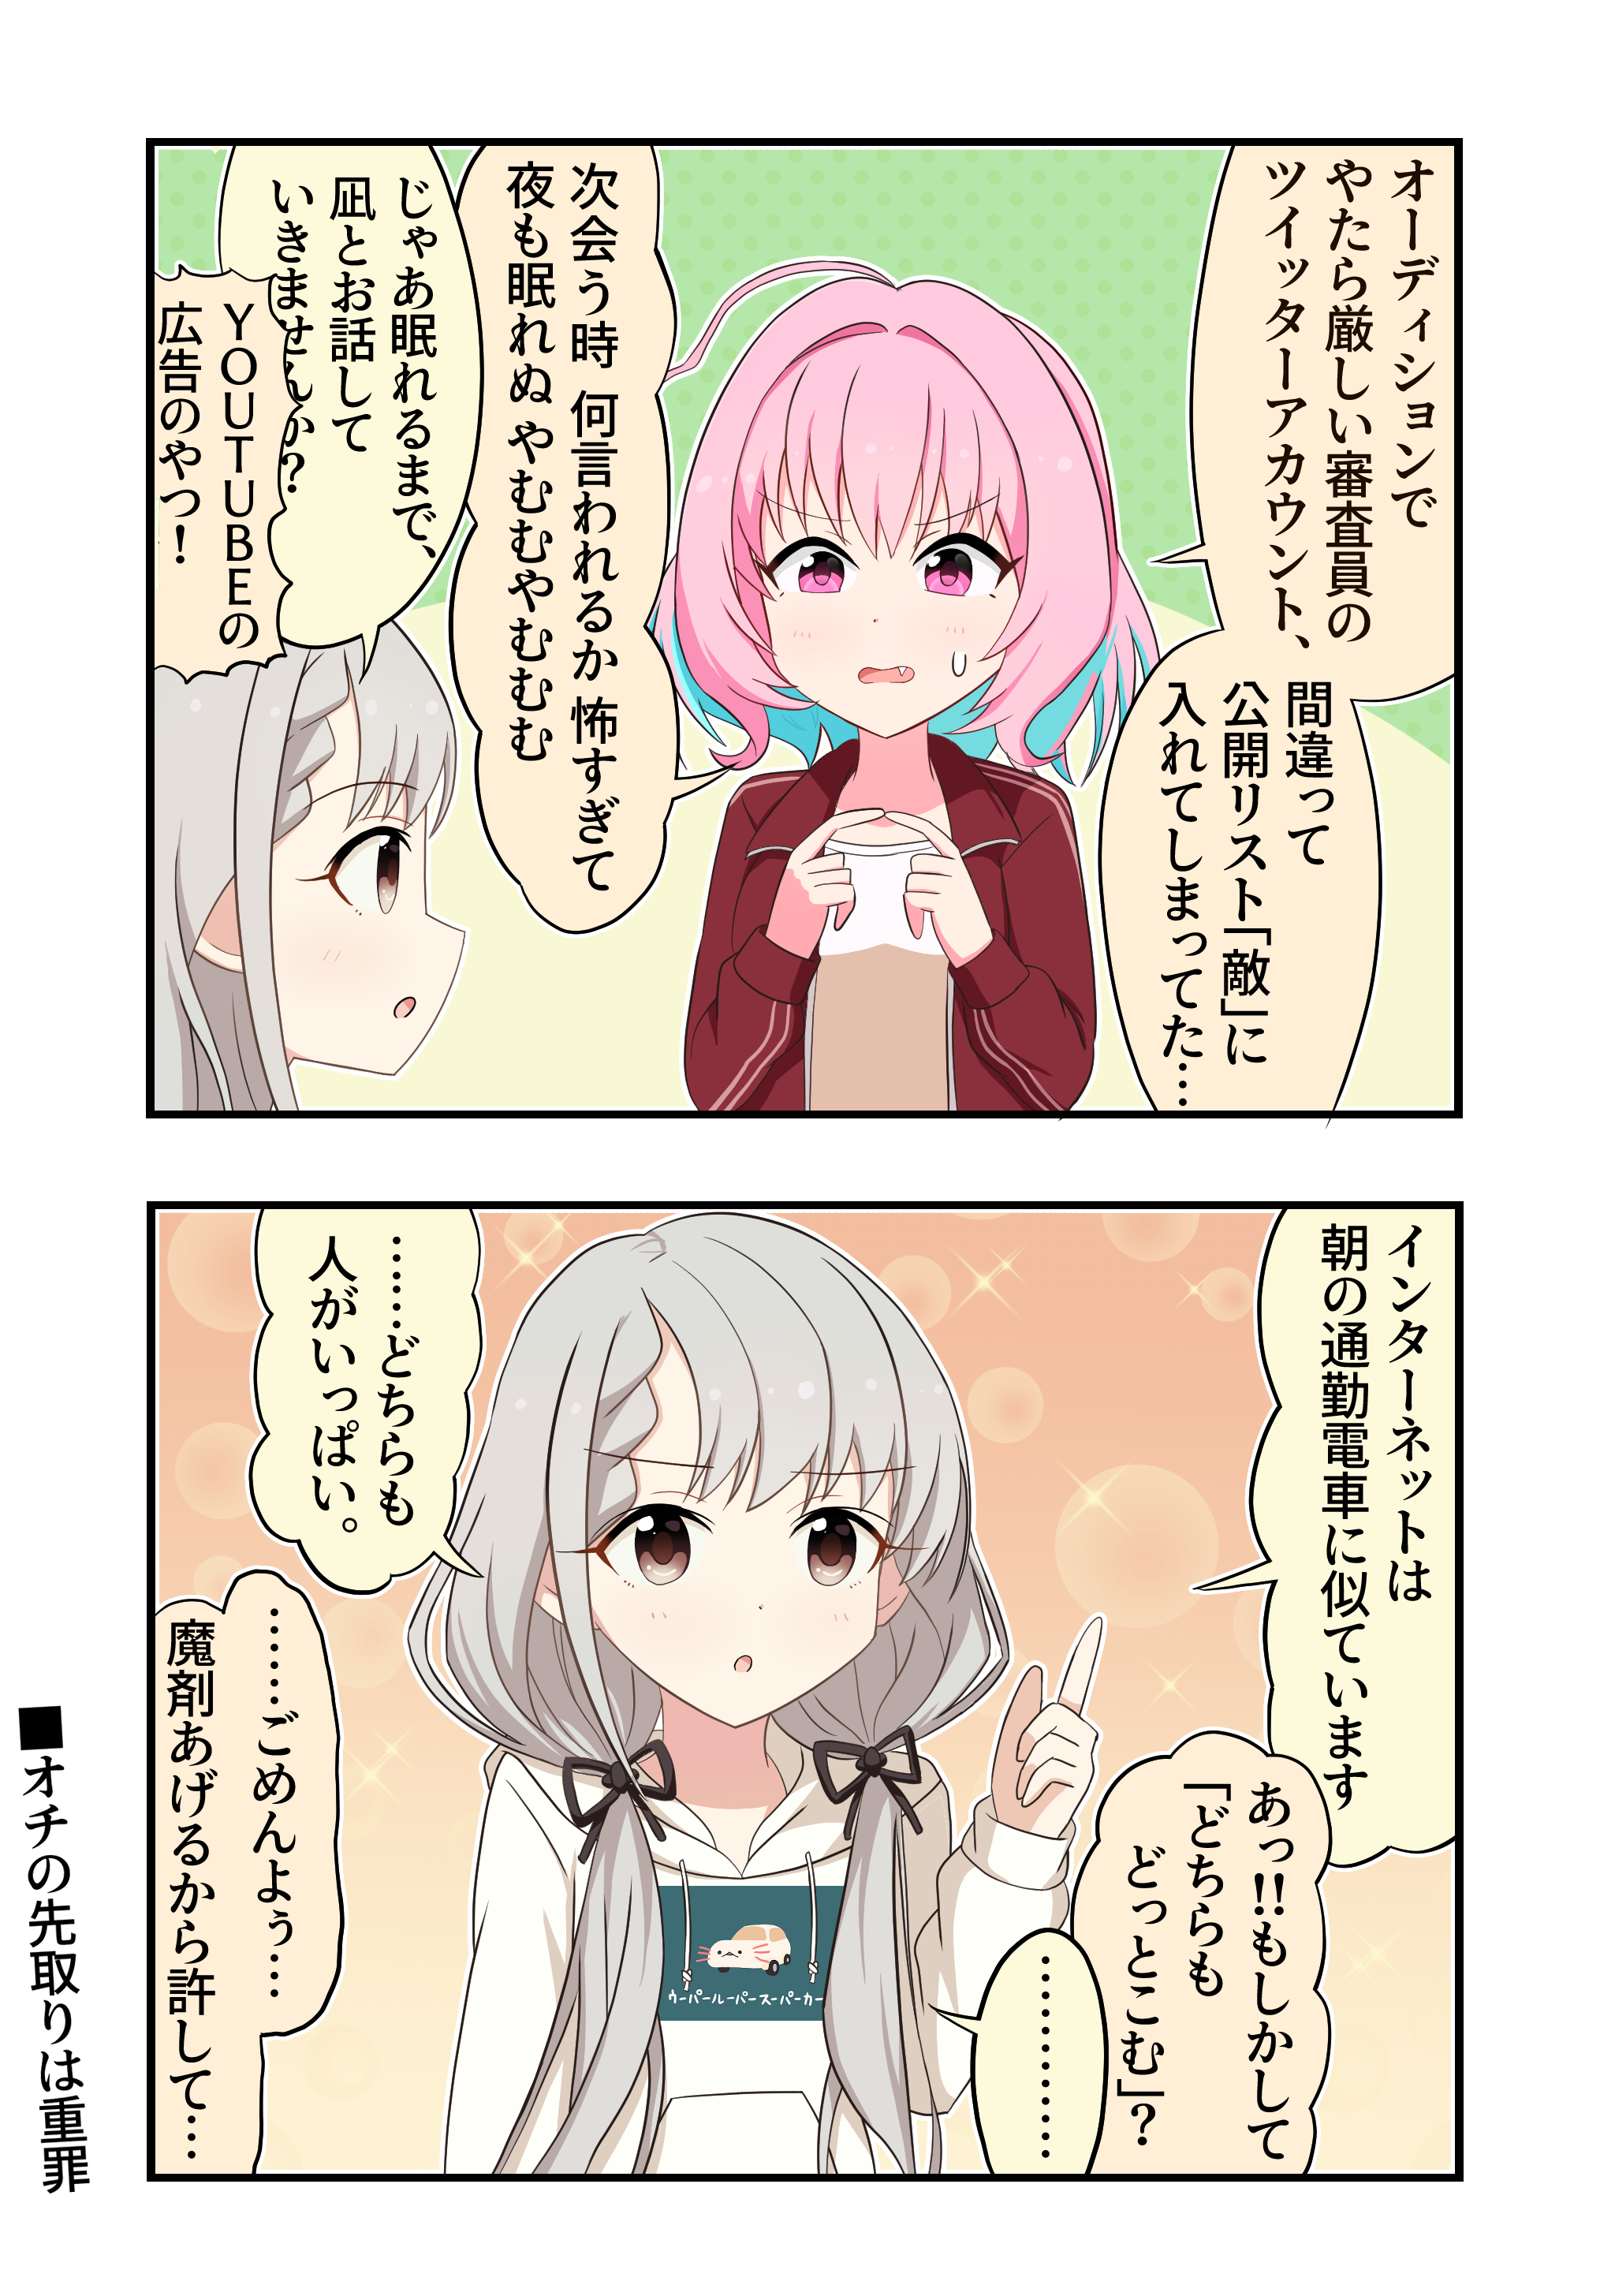 オーディションで
やたら厳しい審査員の
ツイッターアカウント、
間違って
公開リスト「敵」に
入れてしまってた…
次会う時 何言われるか 怖すぎて
夜も眠れぬ やむむやむむむ
じゃあ眠れるまで、
凪とお話して
いきませんか?
YOUTUBEの
広告のやつ！
インターネットは
朝の通勤電車に似ています
あっ!!もしかして
「どちらも
どっとこむ」?
…………
……どちらも
人がいっぱい。
……ごめんよぅ…
魔剤あげるから許して…
ウーパールーパースーパーカー
■オチの先取りは重罪